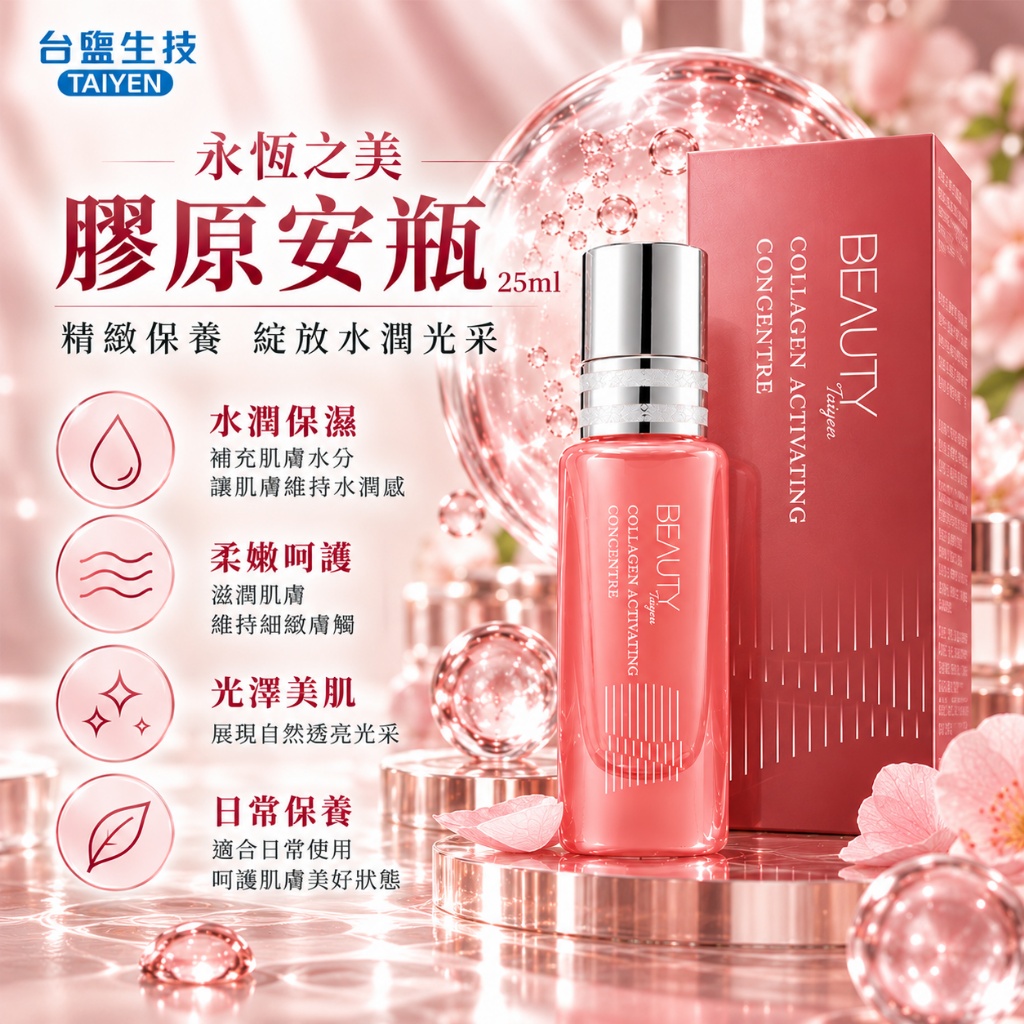 台鹽生技
TAIYEN
永恆之美
膠原安瓶 25ml
精緻保養 綻放水潤光采
水潤保濕
補充肌膚水分
讓肌膚維持水潤感
柔嫩呵護
滋潤肌膚
維持細緻膚觸
光澤美肌
展現自然透亮光采
日常保養
適合日常使用
呵護肌膚美好狀態
BEAUTY
Taiyen
COLLAGEN ACTIVATING
CONCENTRE
BEAUTY
Taiyen
COLLAGEN ACTIVATING
CONGENTRE